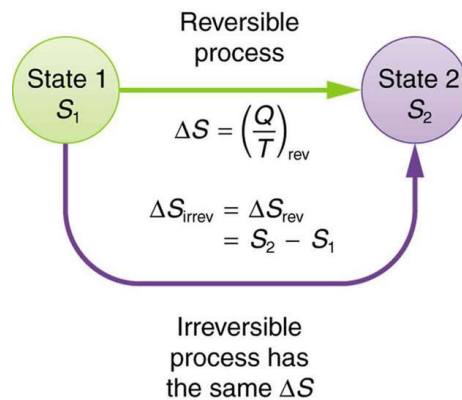 Reversible
process
State 1
S₁
State 2
S₂
ΔS = (Q/T)rev
ΔSirrev = ΔSrev
= S₂ − S₁
Irreversible
process has
the same ΔS